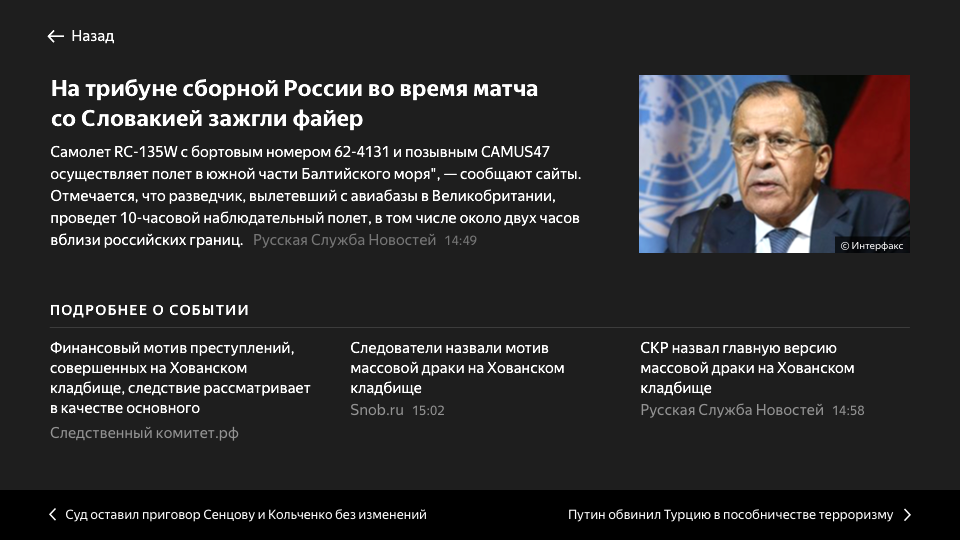 Назад
На трибуне сборной России во время матча
со Словакией зажгли файер
Самолет RC-135W с бортовым номером 62-4131 и позывным CAMUS47
осуществляет полет в южной части Балтийского моря", — сообщают сайты.
Отмечается, что разведчик, вылетевший с авиабазы в Великобритании,
проведет 10-часовой наблюдательный полет, в том числе около двух часов
вблизи российских границ. Русская Служба Новостей 14:49
© Интерфакс
ПОДРОБНЕЕ О СОБЫТИИ
Финансовый мотив преступлений,
совершенных на Хованском
кладбище, следствие рассматривает
в качестве основного
Следственный комитет.рф
Следователи назвали мотив
массовой драки на Хованском
кладбище
Snob.ru 15:02
СКР назвал главную версию
массовой драки на Хованском
кладбище
Русская Служба Новостей 14:58
Суд оставил приговор Сенцову и Кольченко без изменений
Путин обвинил Турцию в пособничестве терроризму